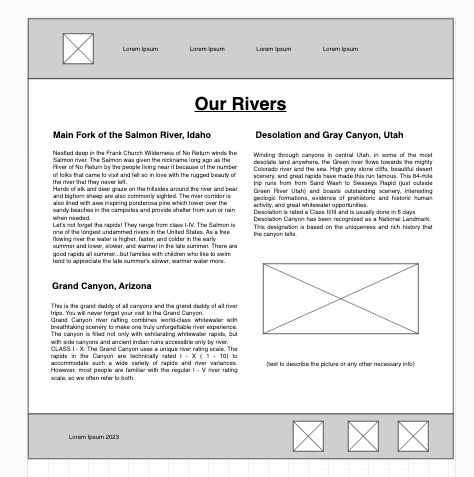 Lorem Ipsum Lorem Ipsum Lorem Ipsum Lorem Ipsum
Our Rivers
Main Fork of the Salmon River, Idaho
Nestled deep in the Frank Church Wilderness of No Return winds the
Salmon river. The Salmon was given the nickname long ago as the
River of No Return by the people living near it because of the number
of folks that came to visit and fell so in love with the rugged beauty of
the river that they never left.
Herds of elk and deer graze on the hillsides around the river and bear
and bighorn sheep are also commonly sighted. The river corridor is
also lined with awe inspiring ponderosa pine which tower over the
sandy beaches in the campsites and provide shelter from sun or rain
when needed.
Let's not forget the rapids! They range from class I-IV. The Salmon is
one of the longest undammed rivers in the United States. As a free
flowing river the water is higher, faster, and colder in the early
summer and lower, slower, and warmer in the late summer. There are
good rapids all summer...but families with children who like to swim
tend to appreciate the late summer's slower, warmer water more.
Grand Canyon, Arizona
This is the grand daddy of all canyons and the grand daddy of all river
trips. You will never forget your visit to the Grand Canyon.
Grand Canyon river rafting combines world-class whitewater with
breathtaking scenery to make one truly unforgettable river experience.
The canyon is filled not only with exhilarating whitewater rapids, but
with side canyons and ancient indian ruins accessible only by river.
CLASS I - X: The Grand Canyon uses a unique river rating scale. The
rapids in the Canyon are technically rated I - X ( 1 - 10) to
accommodate such a wide variety of rapids and river variances.
However, most people are familiar with the regular I - V river rating
scale, so we often refer to both.
Desolation and Gray Canyon, Utah
Winding through canyons in central Utah, in some of the most
desolate land anywhere, the Green river flows towards the mighty
Colorado river and the sea. High grey stone cliffs, beautiful desert
scenery, and great rapids have made this run famous. This 84-mile
trip runs from from Sand Wash to Swaseys Rapid (just outside
Green River Utah) and boasts outstanding scenery, interesting
geologic formations, evidence of prehistoric and historic human
activity, and great whitewater opportunities.
Desolation is rated a Class II/III and is usually done in 6 days
Desolation Canyon has been recognized as a National Landmark.
This designation is based on the uniqueness and rich history that
the canyon tells.
(text to describe the picture or any other necessary info)
Lorem Ipsum 2023